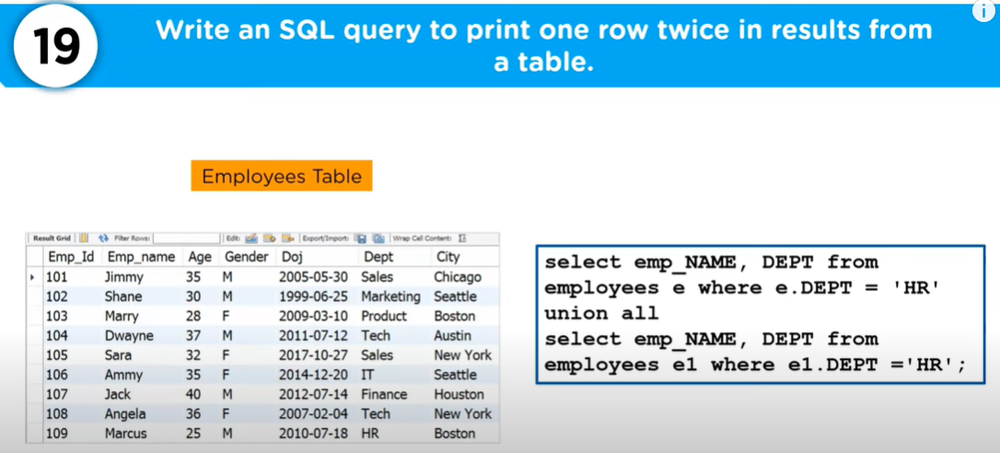 i
19
Write an SQL query to print one row twice in results from
a table.
Employees Table
Result Grid Filter Rows: Edit: Export/Import: Wrap Cell Content:
Emp_Id Emp_name Age Gender Doj Dept City
101 Jimmy 35 M 2005-05-30 Sales Chicago
102 Shane 30 M 1999-06-25 Marketing Seattle
103 Marry 28 F 2009-03-10 Product Boston
104 Dwayne 37 M 2011-07-12 Tech Austin
105 Sara 32 F 2017-10-27 Sales New York
106 Ammy 35 F 2014-12-20 IT Seattle
107 Jack 40 M 2012-07-14 Finance Houston
108 Angela 36 F 2007-02-04 Tech New York
109 Marcus 25 M 2010-07-18 HR Boston
select emp_NAME, DEPT from
employees e where e.DEPT = 'HR'
union all
select emp_NAME, DEPT from
employees e1 where e1.DEPT ='HR';